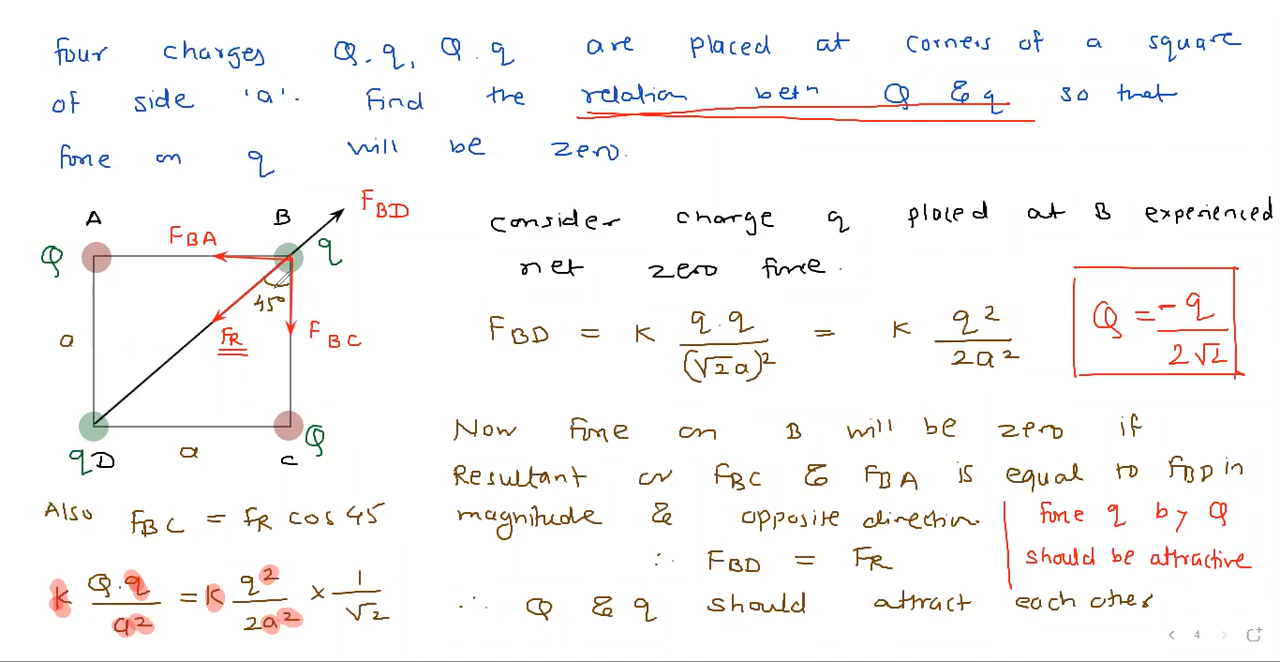 four charges Q. q, Q. q are placed at corners of a square
of side 'a'. Find the relation betn Q & q so that
force on q will be zero.
A B F_BD
F_BA
Q q
45°
a F_R F_BC
q D a C Q
Also F_BC = F_R cos 45
k Q.q/a² = k q²/2a² × 1/√2
consider charge q placed at B experienced
net zero force.
F_BD = k q.q/(√2a)² = k q²/2a²
Q = -q/2√2
Now force on B will be zero if
Resultant of F_BC & F_BA is equal to F_BD in
magnitude & opposite direction.
∴ F_BD = F_R
force q by Q
should be attractive
∴ Q & q should attract each other
4